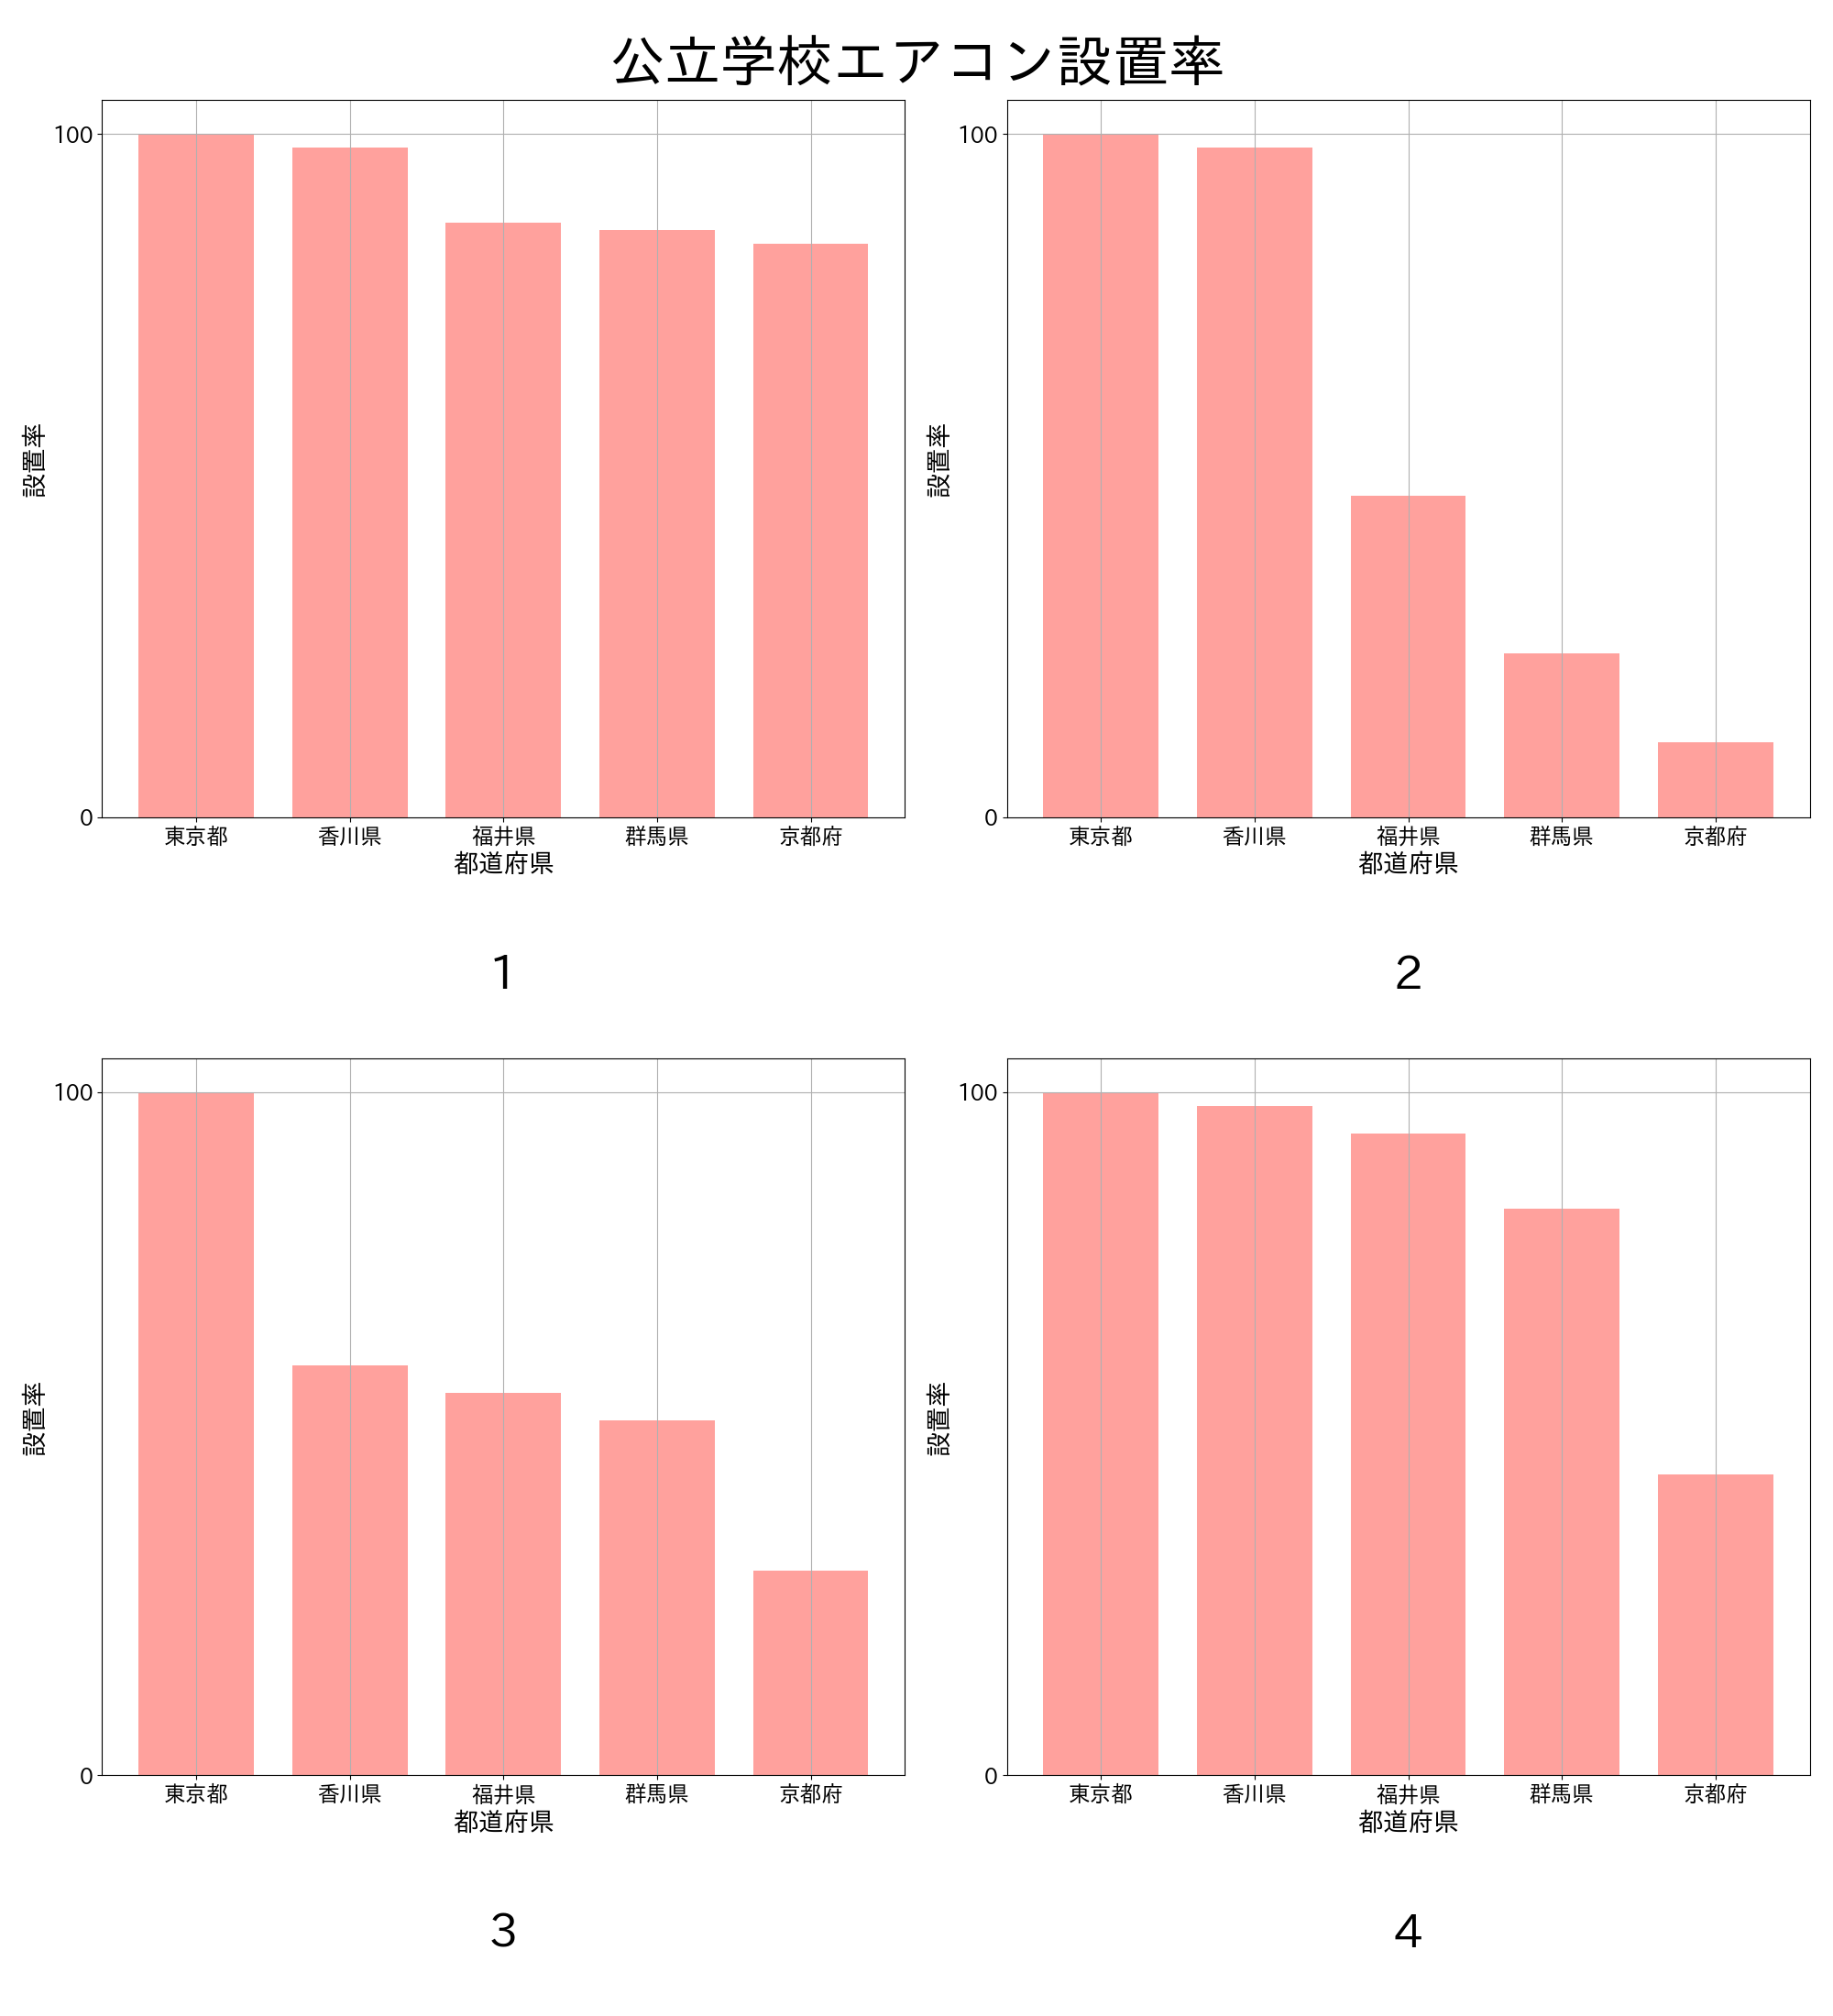 公立学校エアコン設置率
100
0
設置率
東京都 香川県 福井県 群馬県 京都府
都道府県
1
100
0
設置率
東京都 香川県 福井県 群馬県 京都府
都道府県
2
100
0
設置率
東京都 香川県 福井県 群馬県 京都府
都道府県
3
100
0
設置率
東京都 香川県 福井県 群馬県 京都府
都道府県
4